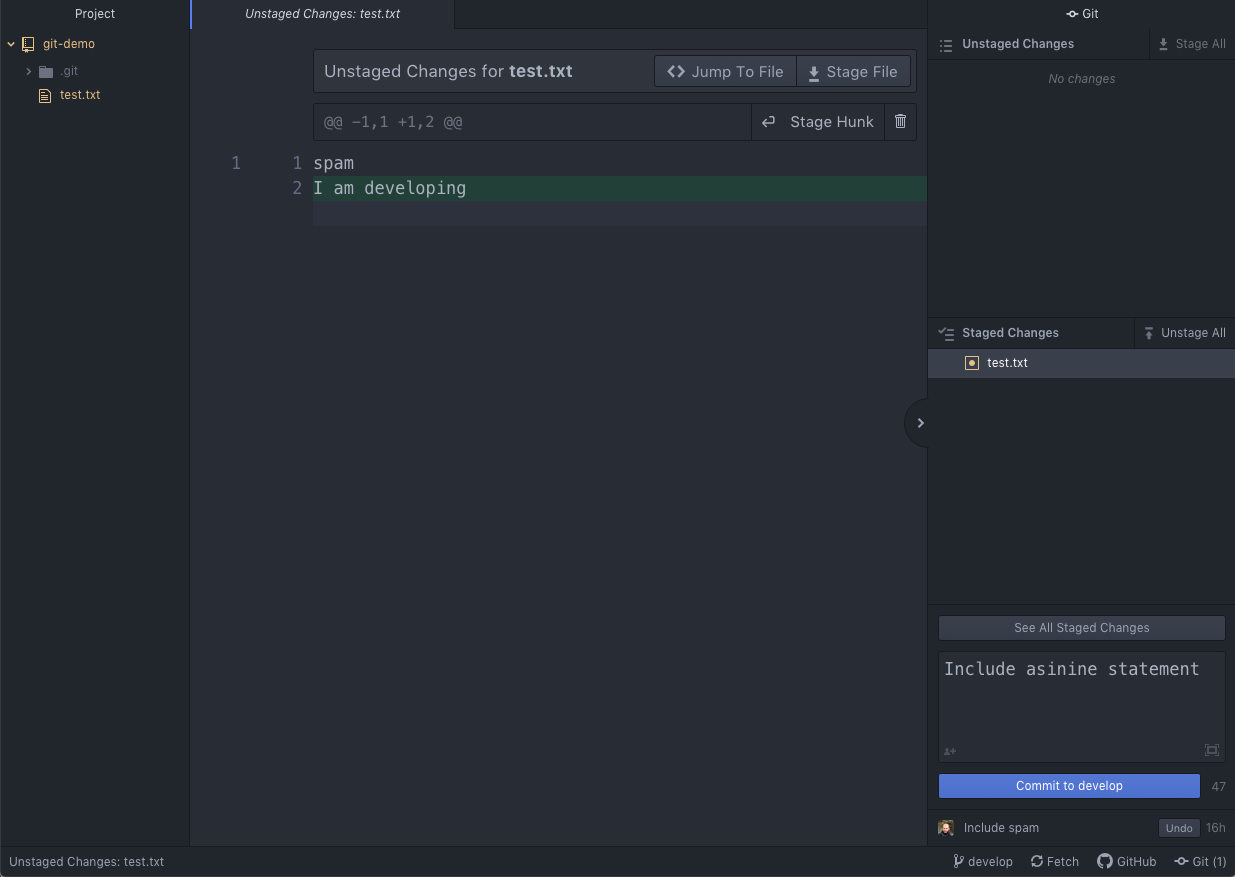 Project
Unstaged Changes: test.txt
Git
git-demo
.git
test.txt
Unstaged Changes for test.txt
Jump To File
Stage File
@@ −1,1 +1,2 @@
Stage Hunk
1 1 spam
2 I am developing
Unstaged Changes
Stage All
No changes
Staged Changes
Unstage All
test.txt
See All Staged Changes
Include asinine statement
Commit to develop
47
Include spam
Undo
16h
Unstaged Changes: test.txt
develop
Fetch
GitHub
Git (1)